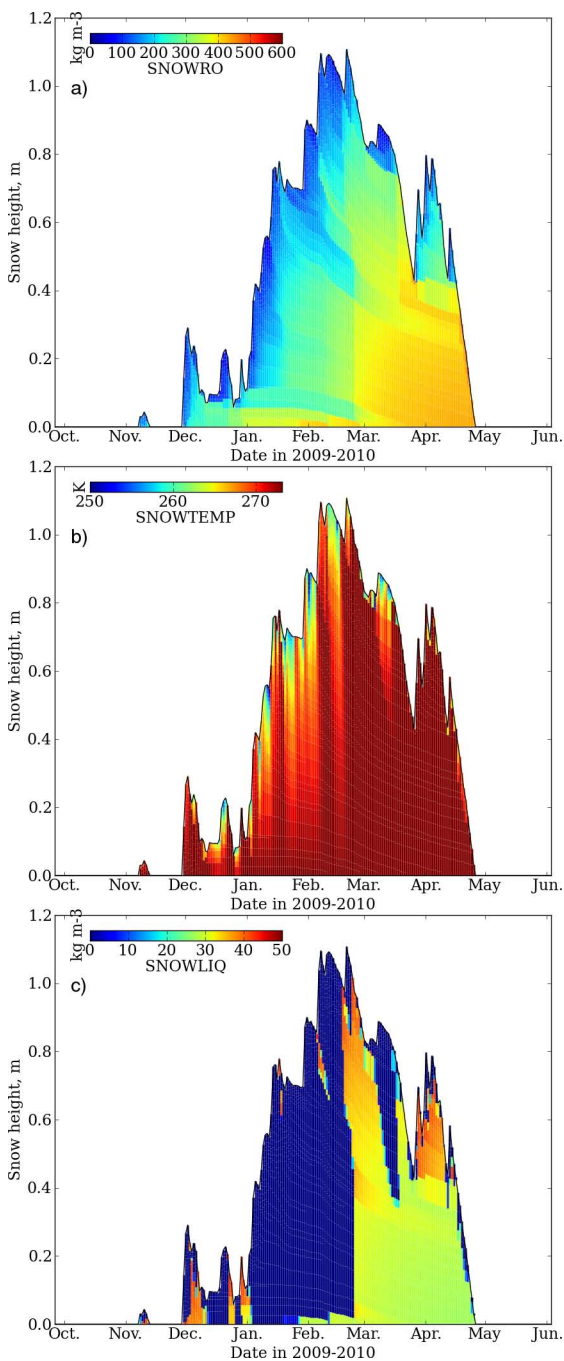 kg m-3
0 100 200 300 400 500 600
SNOWRO
a)
1.2
1.0
0.8
0.6
0.4
0.2
0.0
Snow height, m
Oct. Nov. Dec. Jan. Feb. Mar. Apr. May Jun.
Date in 2009-2010
K
250 260 270
SNOWTEMP
b)
1.2
1.0
0.8
0.6
0.4
0.2
0.0
Snow height, m
Oct. Nov. Dec. Jan. Feb. Mar. Apr. May Jun.
Date in 2009-2010
kg m-3
0 10 20 30 40 50
SNOWLIQ
c)
1.2
1.0
0.8
0.6
0.4
0.2
0.0
Snow height, m
Oct. Nov. Dec. Jan. Feb. Mar. Apr. May Jun.
Date in 2009-2010